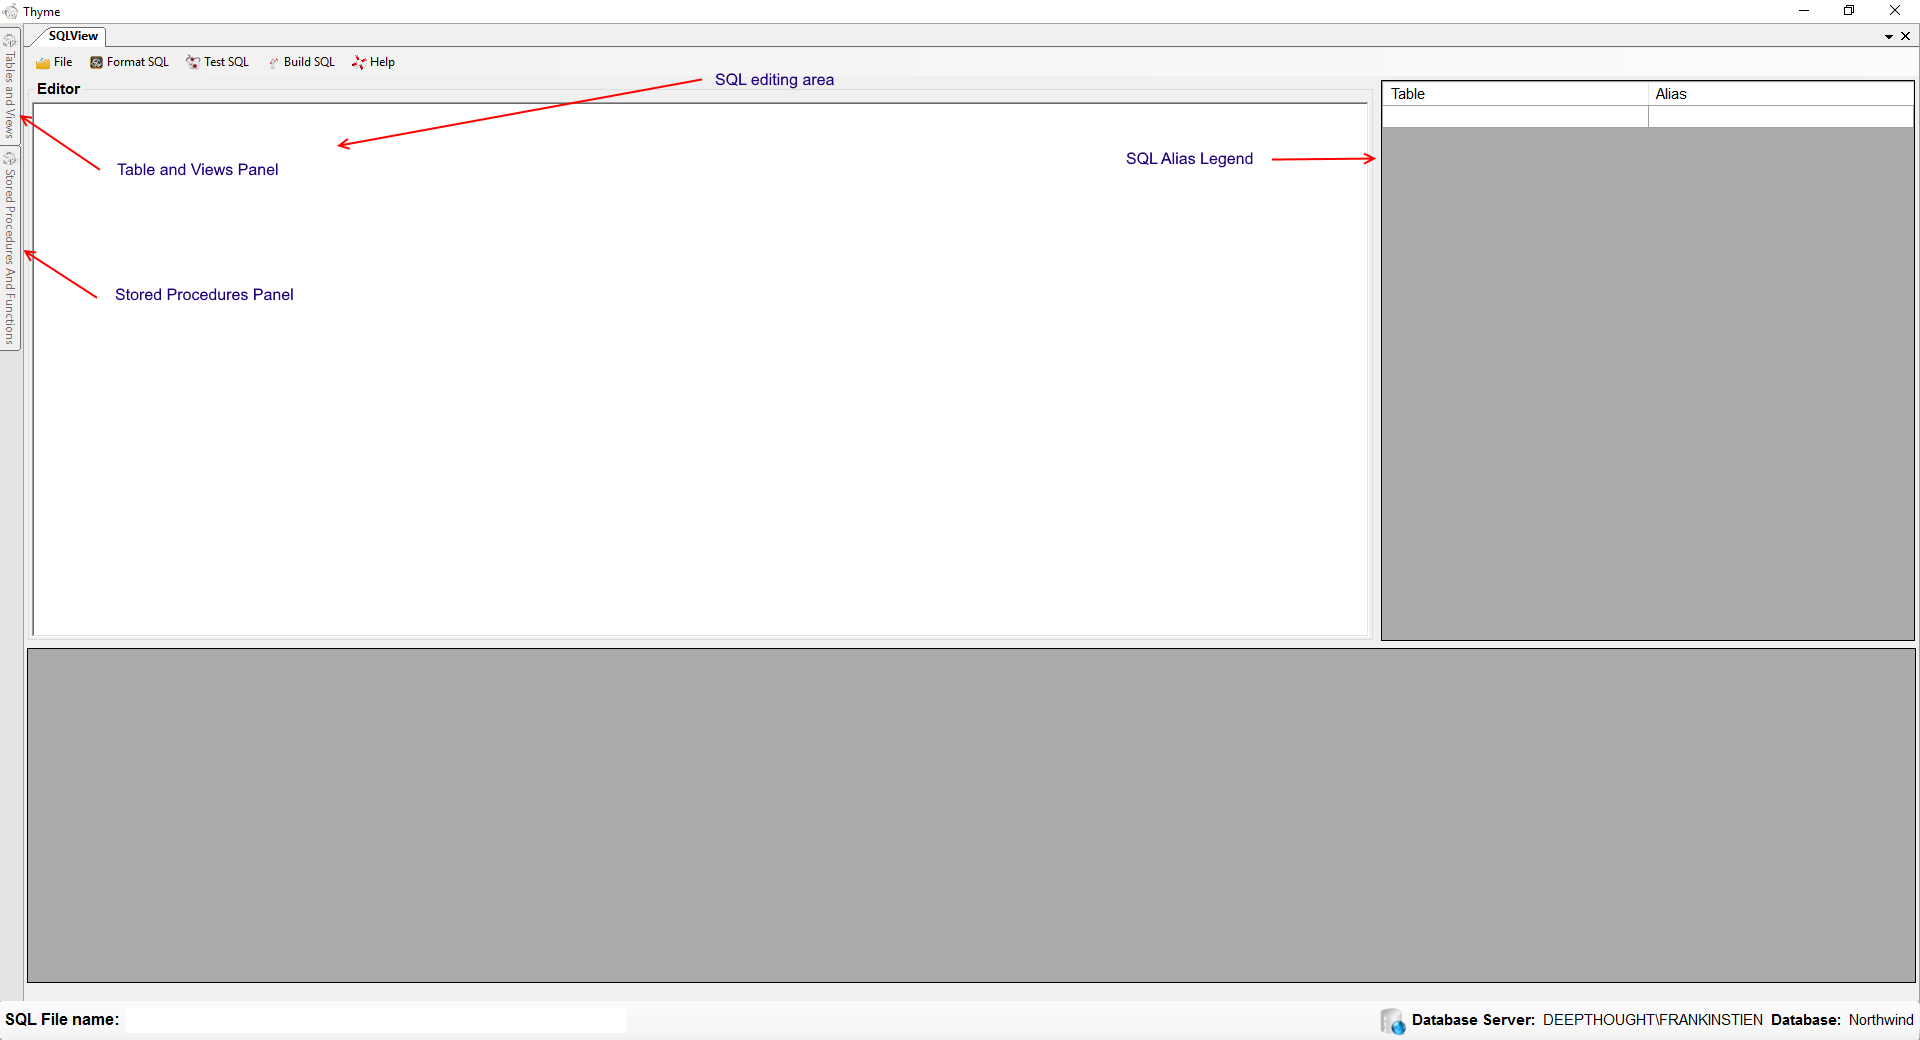 Thyme
SQLView
File Format SQL Test SQL Build SQL Help
SQL editing area
Editor
Table Alias
Tables and Views
SQL Alias Legend
Table and Views Panel
Stored Procedures And Functions
Stored Procedures Panel
SQL File name:
Database Server: DEEPTHOUGHT\FRANKINSTIEN Database: Northwind